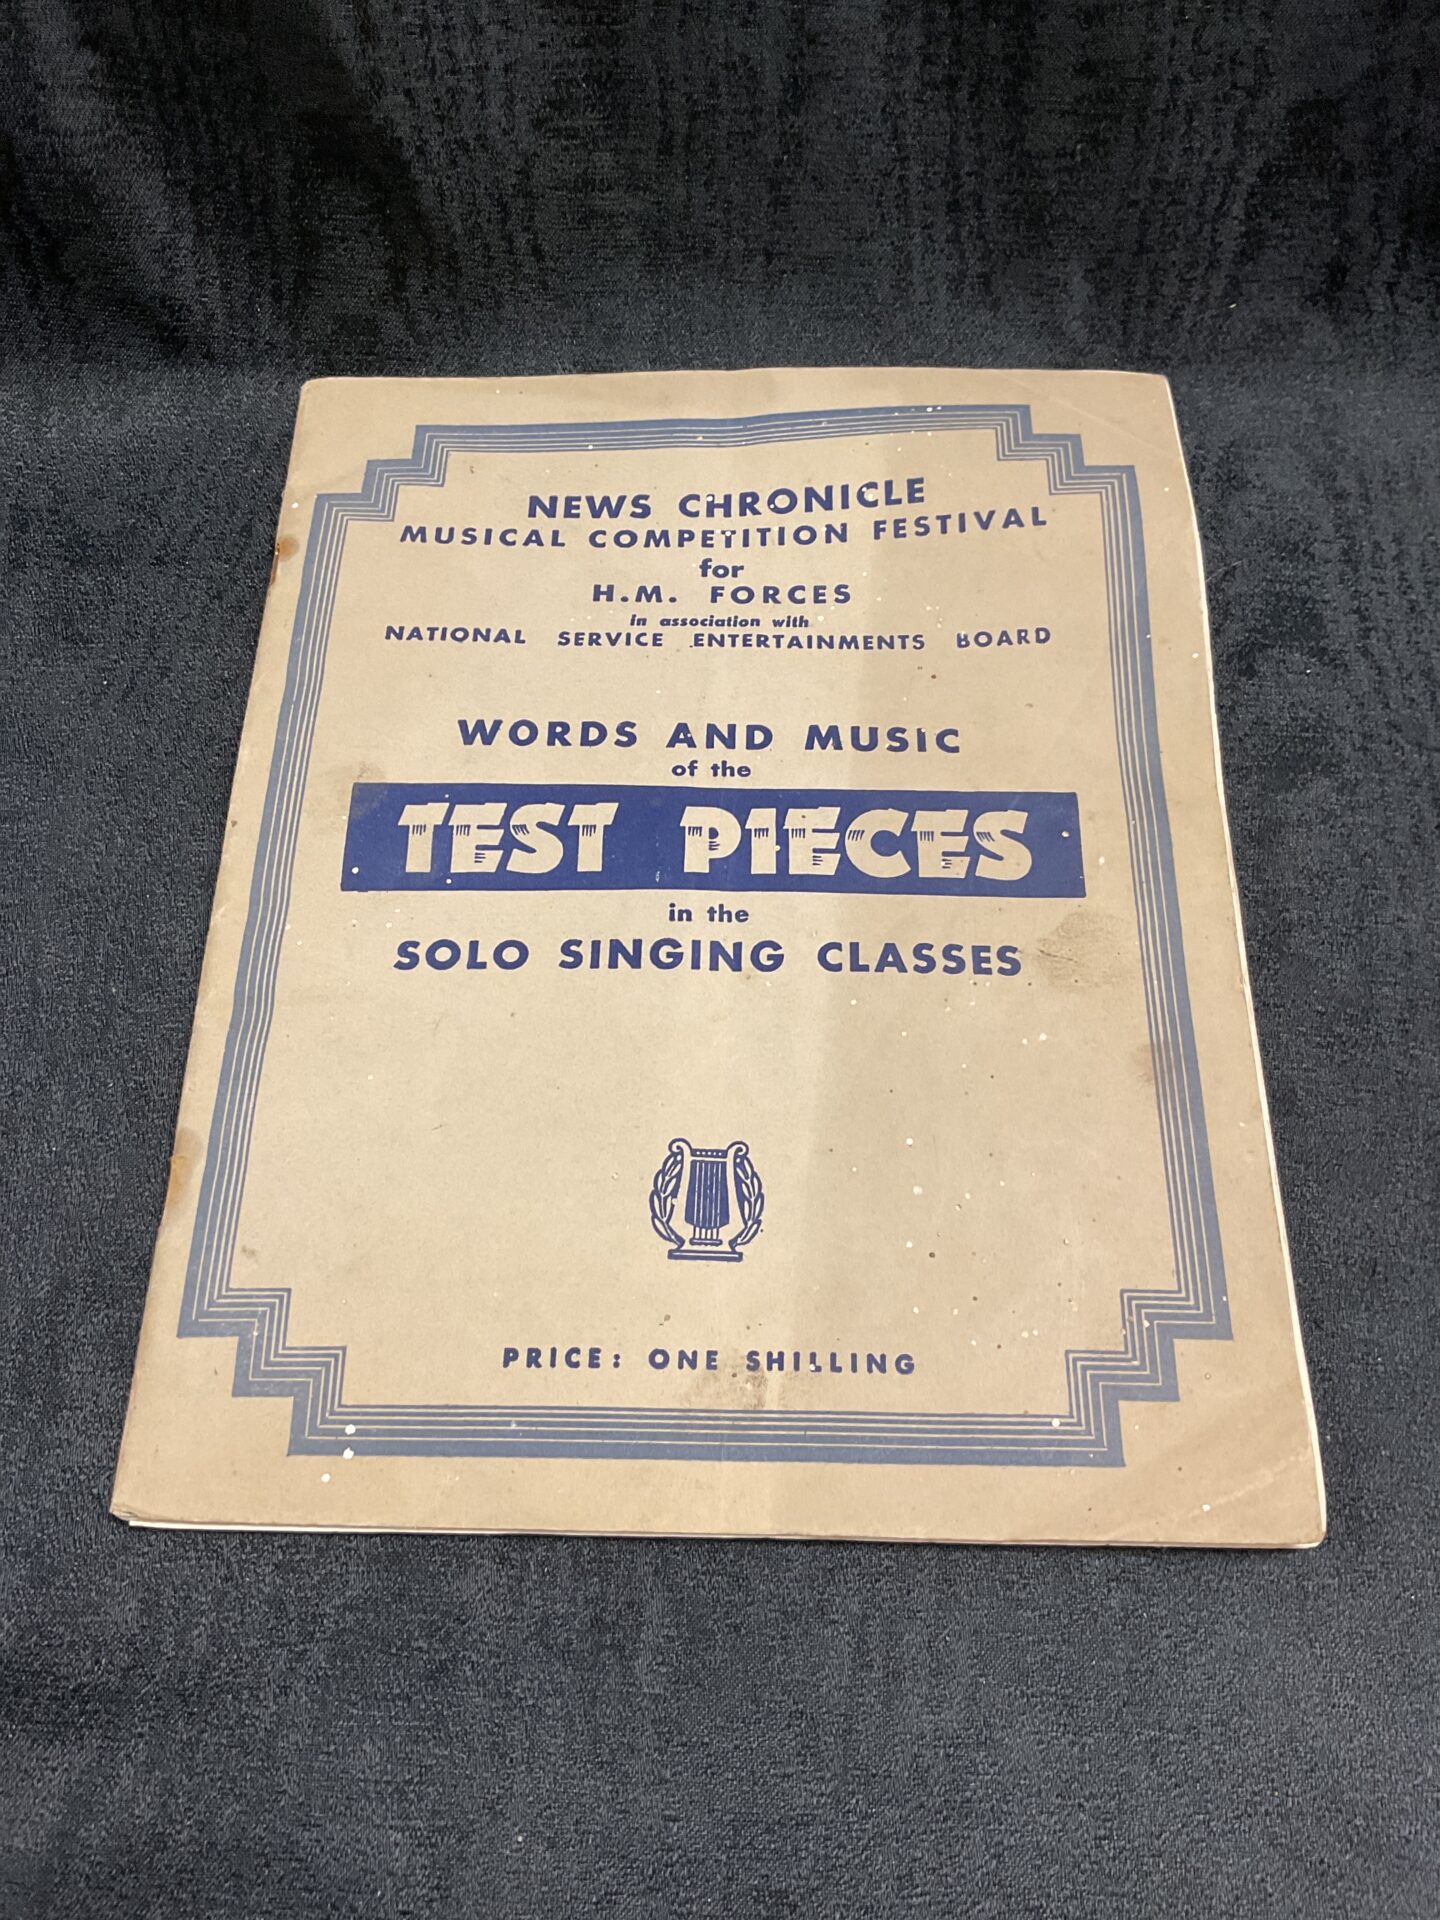 NEWS CHRONICLE
MUSICAL COMPETITION FESTIVAL
for
H.M. FORCES
in association with
NATIONAL SERVICE ENTERTAINMENTS BOARD
WORDS AND MUSIC
of the
TEST PIECES
in the
SOLO SINGING CLASSES
PRICE: ONE SHILLING